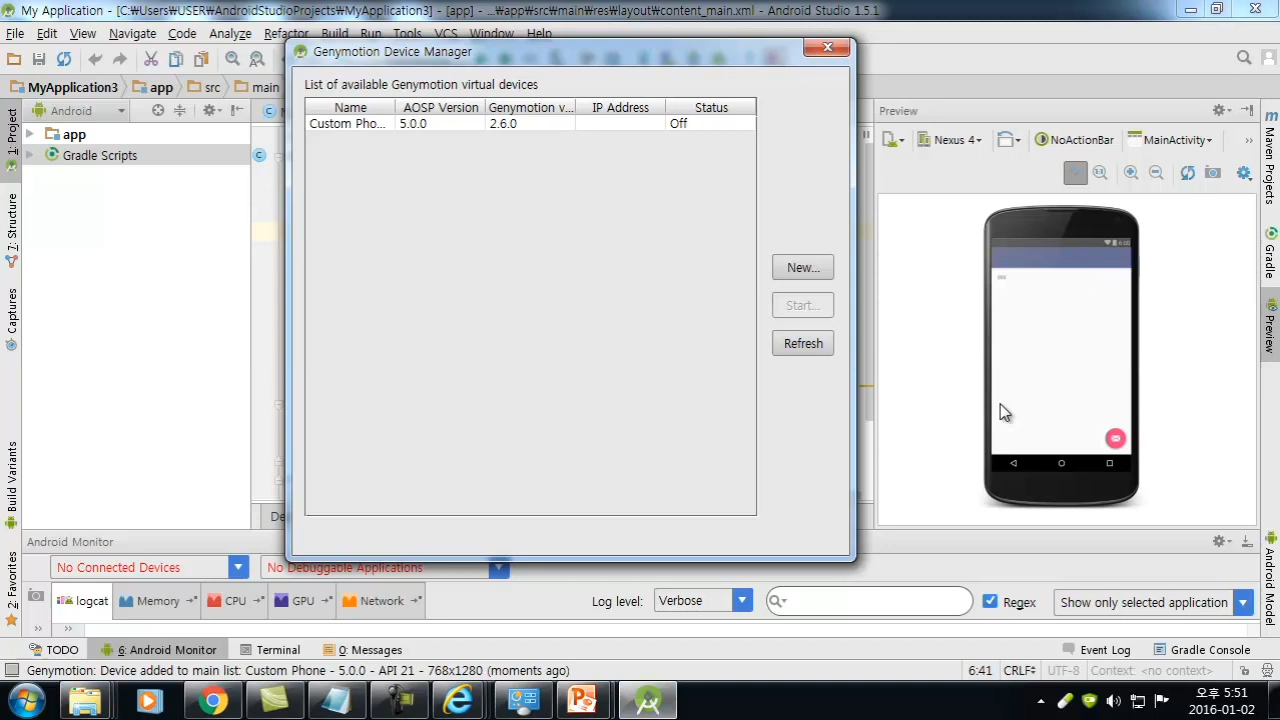 My Application - [C:₩Users₩USER₩AndroidStudioProjects₩MyApplication3] - [app] - ...₩app₩src₩main₩res₩layout₩content_main.xml - Android Studio 1.5.1
File Edit View Navigate Code Analyze Refactor Build Run Tools VCS Window Help
Genymotion Device Manager
MyApplication3 app src main
List of available Genymotion virtual devices
Name AOSP Version Genymotion v... IP Address Status
Custom Pho... 5.0.0 2.6.0 Off
New...
Start...
Refresh
Android
app
Gradle Scripts
Preview
Nexus 4 NoActionBar MainActivity
1: Project
7: Structure
Captures
Build Variants
2: Favorites
Maven Projects
Gradle
Preview
Android Model
6:00
De
Android Monitor
No Connected Devices No Debuggable Applications
logcat Memory CPU GPU Network Log level: Verbose Regex Show only selected application
TODO 6: Android Monitor Terminal 0: Messages Event Log Gradle Console
Genymotion: Device added to main list: Custom Phone - 5.0.0 - API 21 - 768x1280 (moments ago) 6:41 CRLF UTF-8 Context: <no context>
오후 5:51
2016-01-02